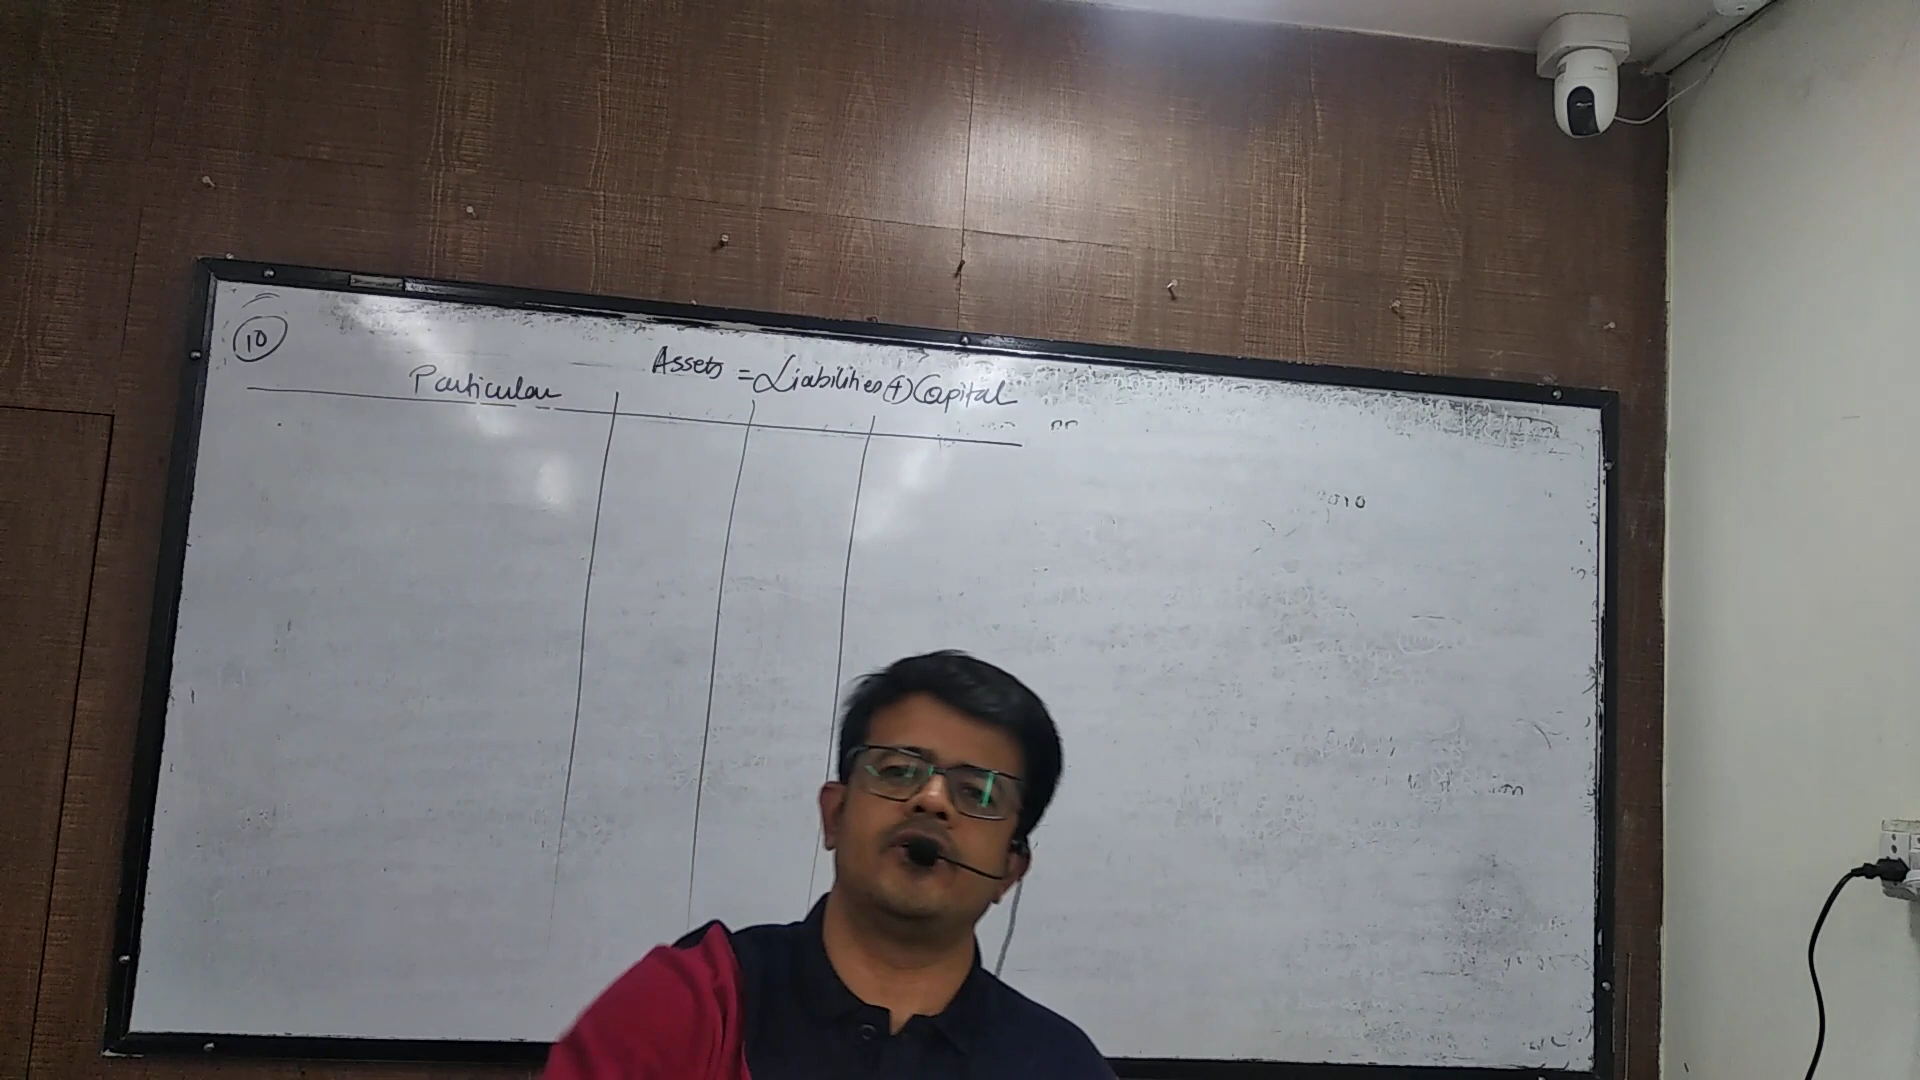 10
Particular Assets = Liabilities (+) Capital